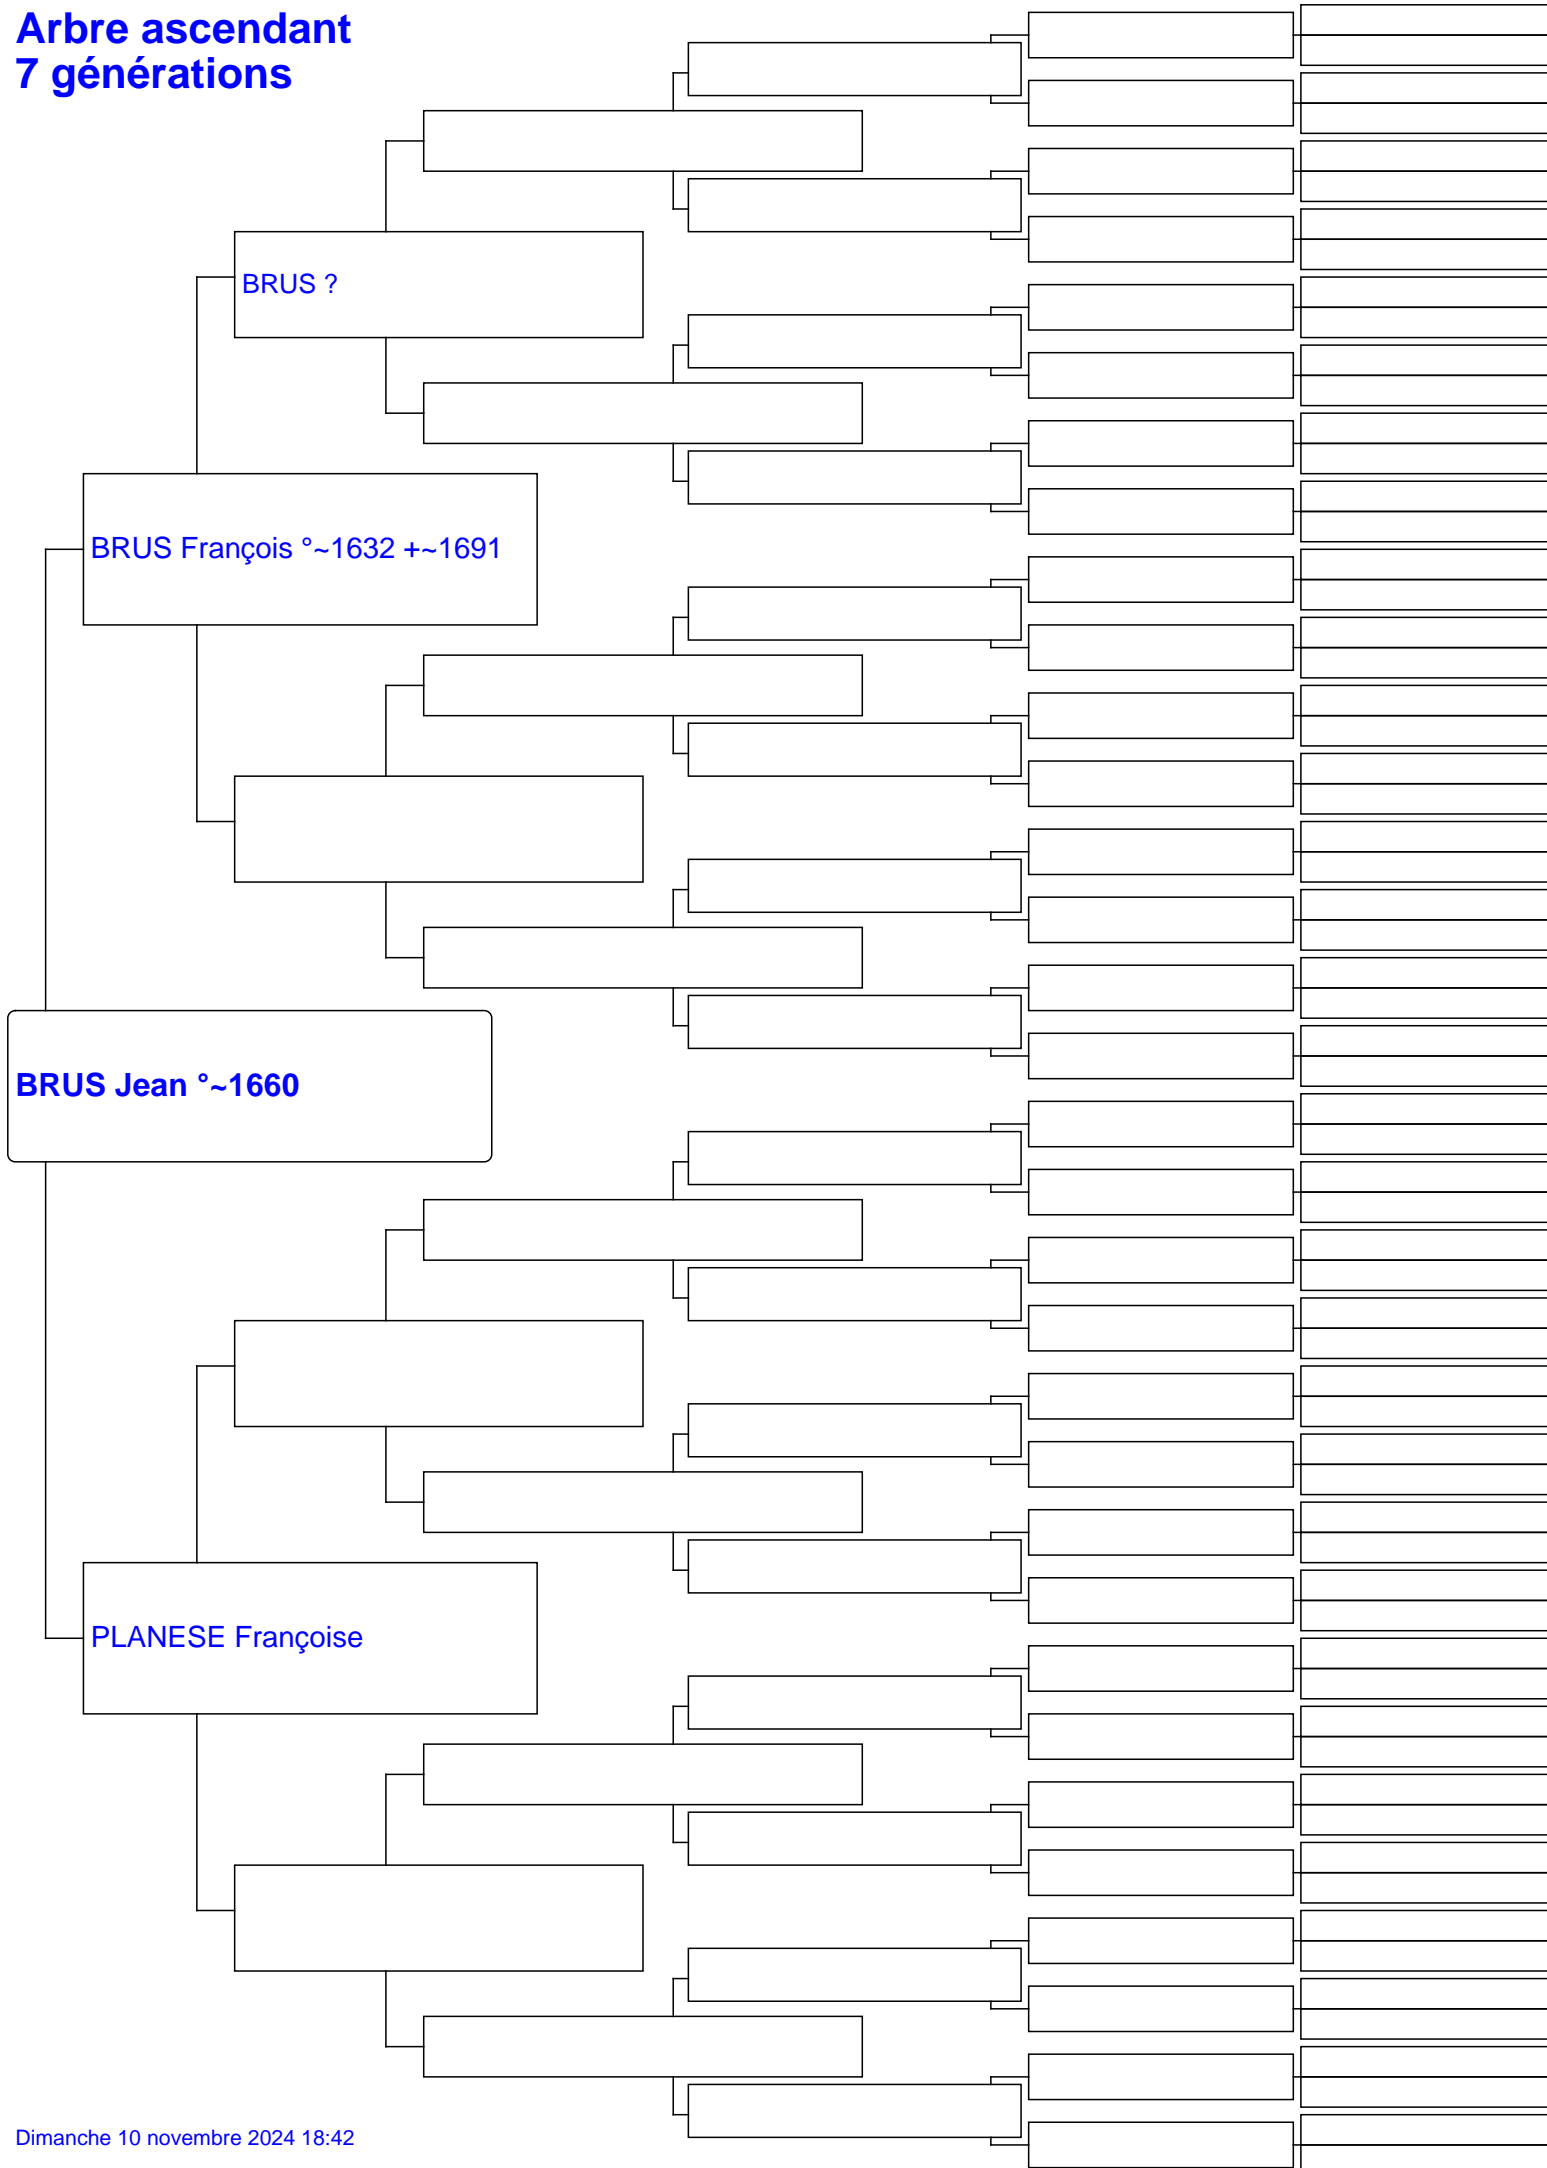 Arbre ascendant
7 générations
BRUS ?
BRUS François °~1632 +~1691
BRUS Jean °~1660
PLANESE Françoise
Dimanche 10 novembre 2024 18:42